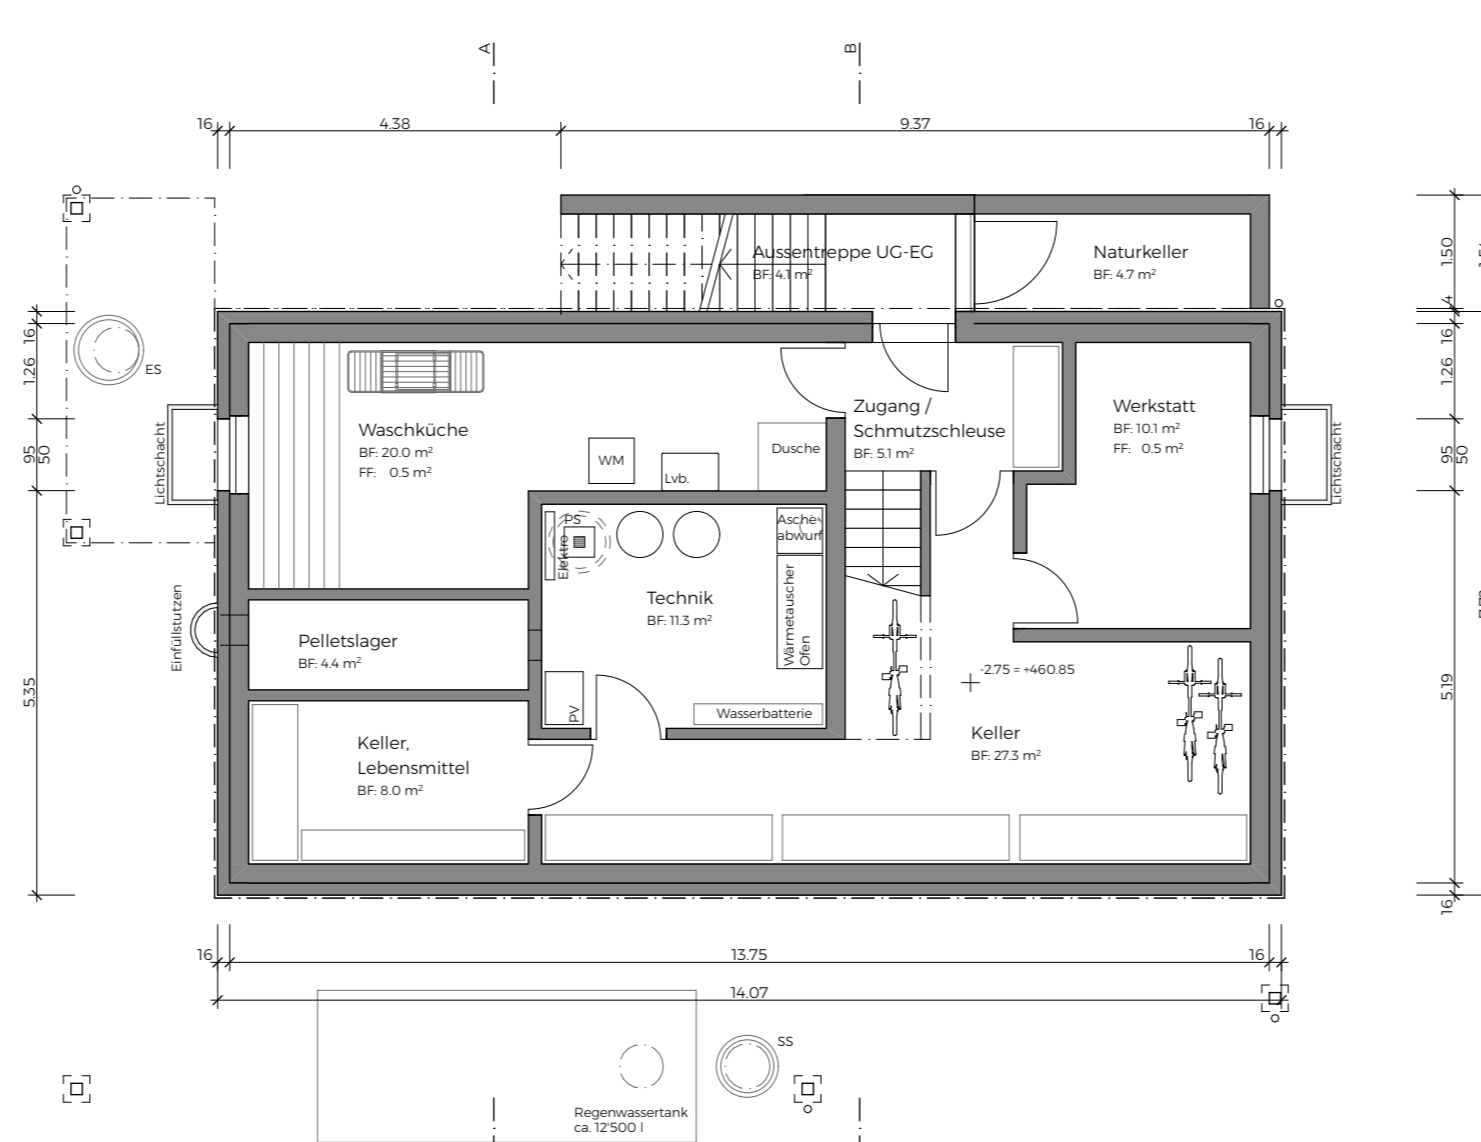 A
B
16
4.38
9.37
16
Aussentreppe UG-EG
BF: 4.1 m²
Naturkeller
BF: 4.7 m²
1.50
4
16
1.26
95
50
5.35
16
1.26
95
50
5.19
16
ES
Lichtschacht
Lichtschacht
Waschküche
BF: 20.0 m²
FF: 0.5 m²
WM
Lvb.
Dusche
Zugang /
Schmutzschleuse
BF: 5.1 m²
Werkstatt
BF: 10.1 m²
FF: 0.5 m²
PS
Elektro
Asche-
abwurf
Technik
BF: 11.3 m²
Wärmetauscher
Ofen
Einfüllstutzen
Pelletslager
BF: 4.4 m²
PV
Wasserbatterie
-2.75 = +460.85
Keller
BF: 27.3 m²
Keller,
Lebensmittel
BF: 8.0 m²
16
13.75
16
14.07
SS
Regenwassertank
ca. 12'500 l